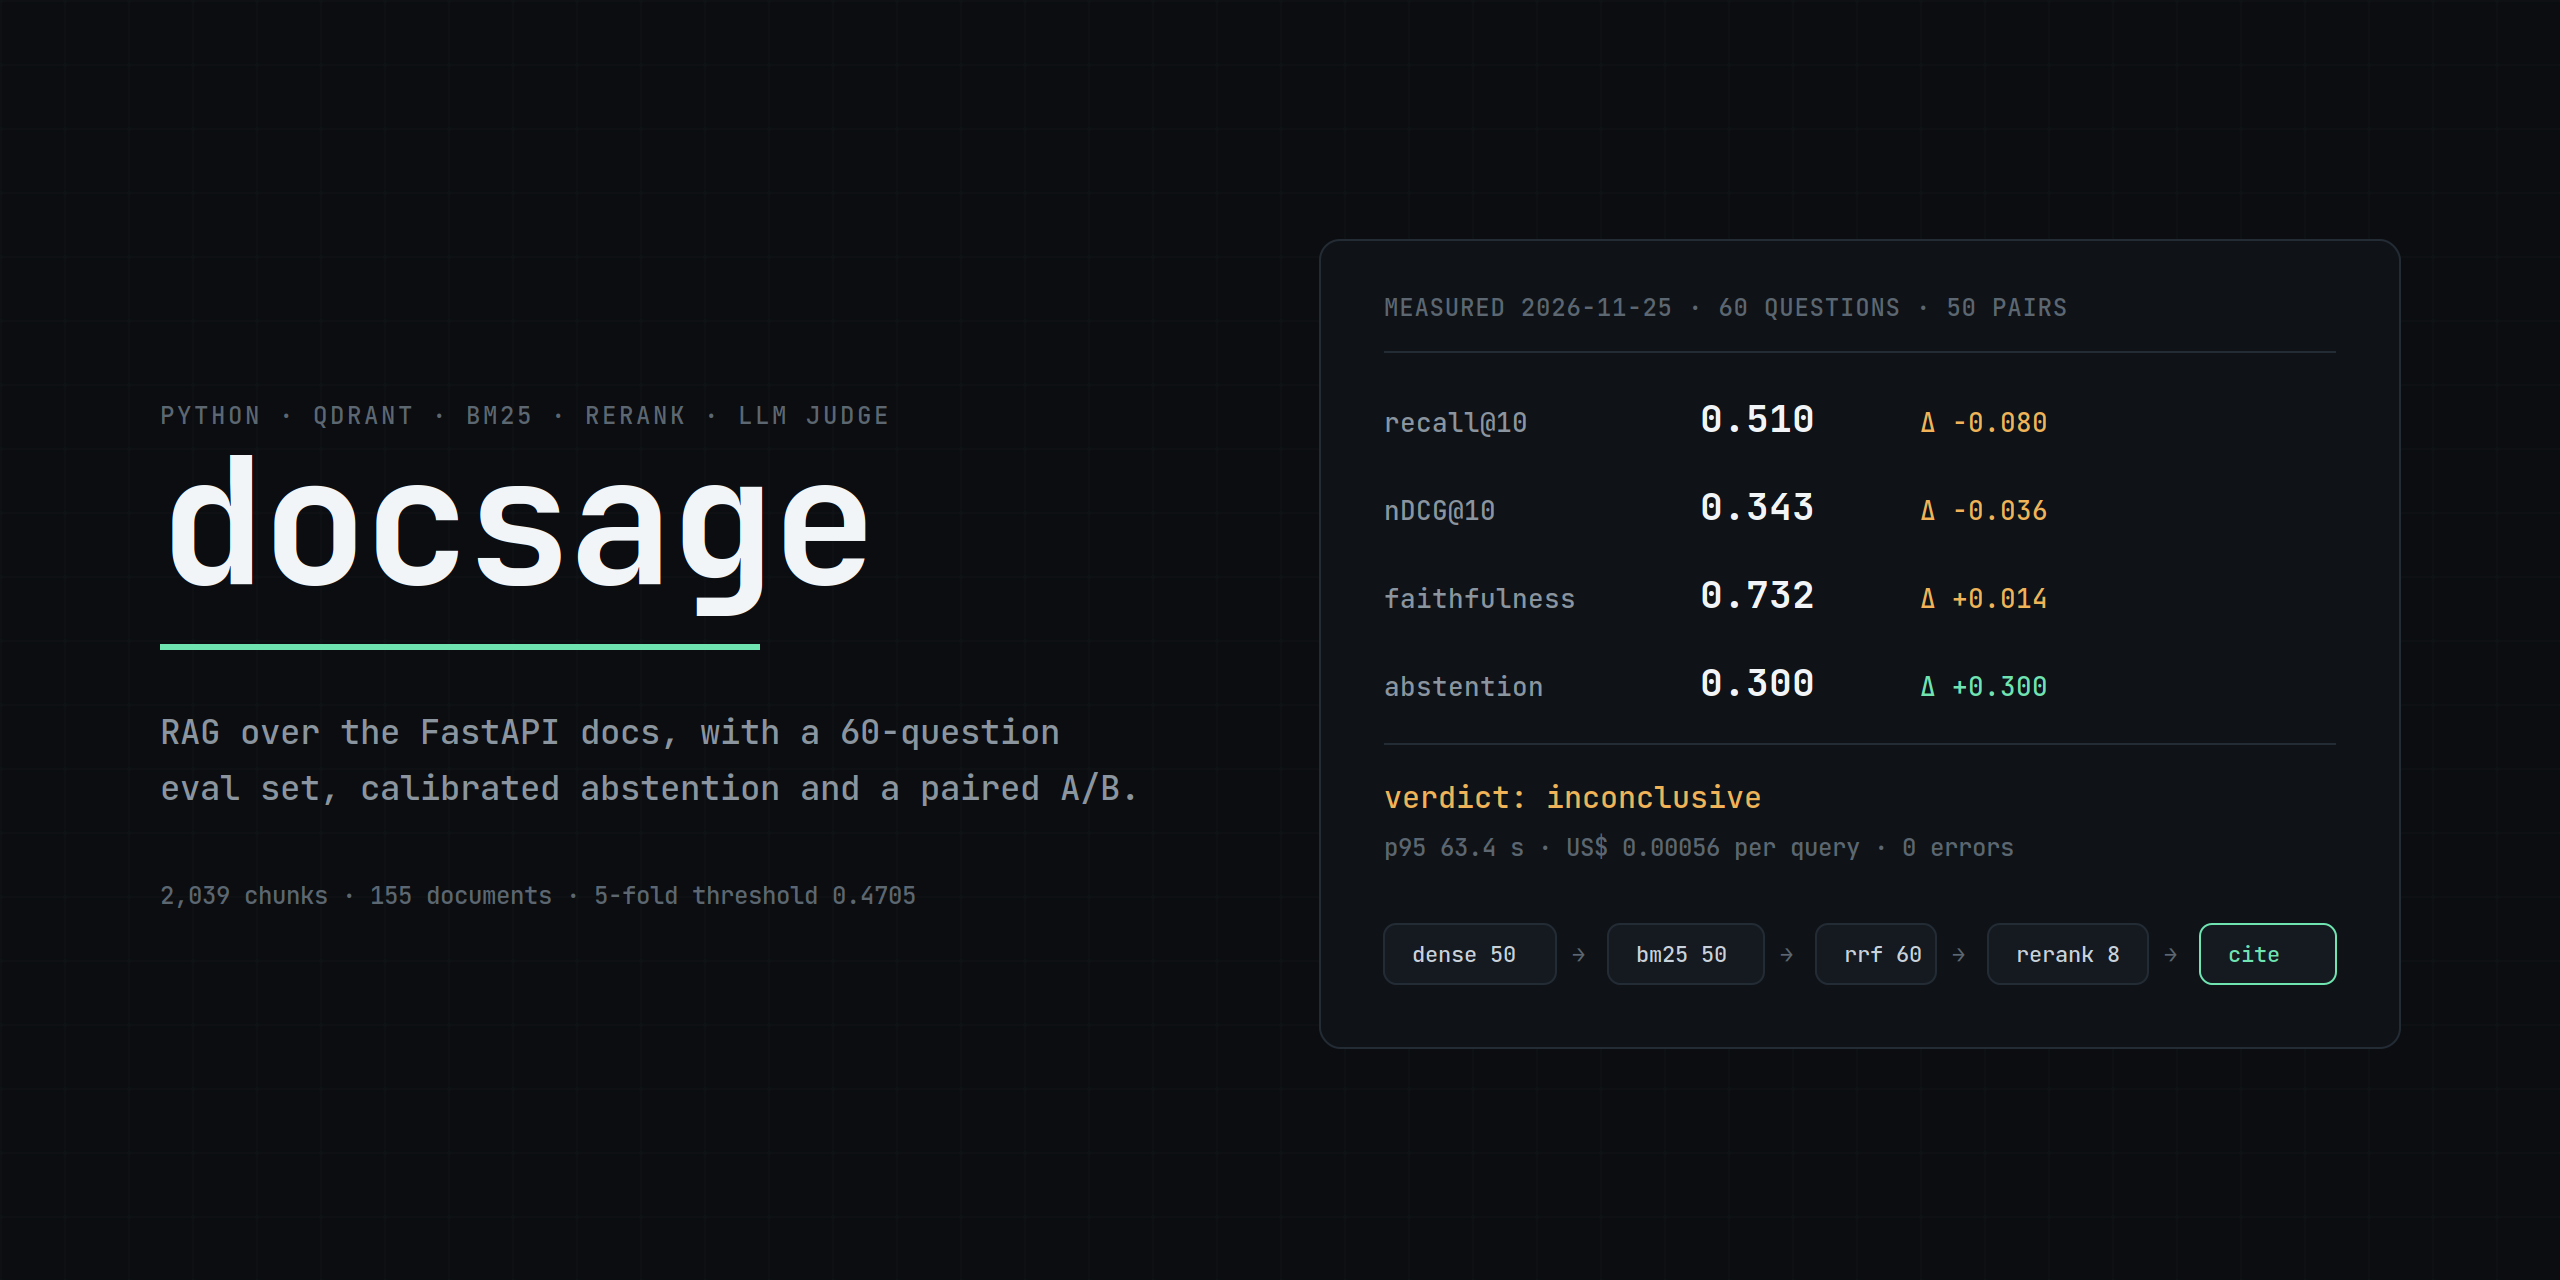 PYTHON · QDRANT · BM25 · RERANK · LLM JUDGE
docsage
RAG over the FastAPI docs, with a 60-question
eval set, calibrated abstention and a paired A/B.
2,039 chunks · 155 documents · 5-fold threshold 0.4705
MEASURED 2026-11-25 · 60 QUESTIONS · 50 PAIRS
recall@10 0.510 Δ -0.080
nDCG@10 0.343 Δ -0.036
faithfulness 0.732 Δ +0.014
abstention 0.300 Δ +0.300
verdict: inconclusive
p95 63.4 s · US$ 0.00056 per query · 0 errors
dense 50 → bm25 50 → rrf 60 → rerank 8 → cite